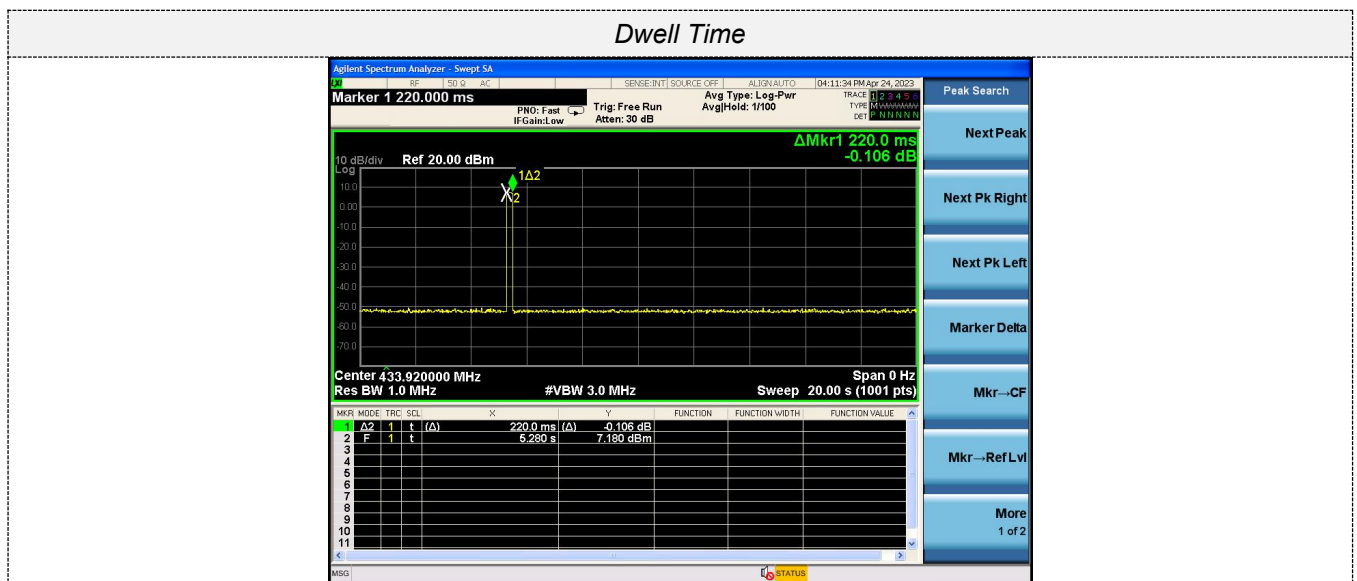 Dwell Time
Agilent Spectrum Analyzer - Swept SA
RF 50 Ω AC SENSE:INT SOURCE OFF ALIGN AUTO 04:11:34 PM Apr 24, 2023
Marker 1 220.000 ms
PNO: Fast
IFGain:Low
Trig: Free Run
Atten: 30 dB
Avg Type: Log-Pwr
Avg|Hold: 1/100
TRACE 1 2 3 4 5 6
TYPE M
DET P N N N N N
Peak Search
Next Peak
Next Pk Right
Next Pk Left
Marker Delta
Mkr→CF
Mkr→Ref Lvl
More
1 of 2
ΔMkr1 220.0 ms
-0.106 dB
10 dB/div Ref 20.00 dBm
Log
10.0
0.00
-10.0
-20.0
-30.0
-40.0
-50.0
-60.0
-70.0
1Δ2
2
Center 433.920000 MHz Span 0 Hz
Res BW 1.0 MHz #VBW 3.0 MHz Sweep 20.00 s (1001 pts)
MKR MODE TRC SCL X Y FUNCTION FUNCTION WIDTH FUNCTION VALUE
1 Δ2 1 t (Δ) 220.0 ms (Δ) -0.106 dB
2 F 1 t 5.280 s 7.180 dBm
3
4
5
6
7
8
9
10
11
MSG STATUS